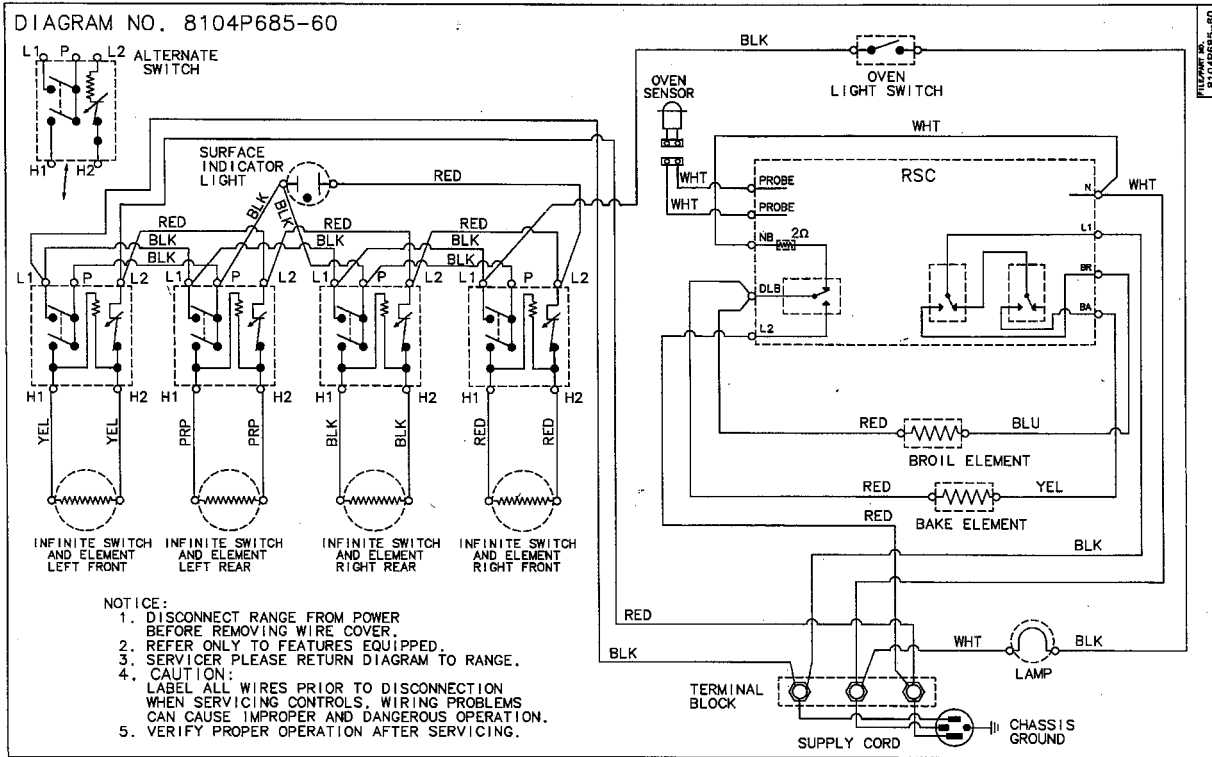 DIAGRAM NO. 8104P685-60
FILE/PART NO.
8104P685-60
L1 P L2
ALTERNATE
SWITCH
H1 H2
BLK
OVEN
LIGHT SWITCH
OVEN
SENSOR
WHT
SURFACE
INDICATOR
LIGHT
RED
BLK
BLK
WHT
WHT
PROBE
PROBE
RSC
N
WHT
NB
2Ω
L1
DLB
BR
L2
BA
RED
BLK
BLK
RED
BLK
BLK
RED
BLK
BLK
L1 P L2
L1 P L2
L1 P L2
L1 P L2
H1 H2
H1 H2
H1 H2
H1 H2
YEL YEL
PRP PRP
BLK BLK
RED RED
RED
BLU
BROIL ELEMENT
RED
YEL
BAKE ELEMENT
RED
BLK
INFINITE SWITCH
AND ELEMENT
LEFT FRONT
INFINITE SWITCH
AND ELEMENT
LEFT REAR
INFINITE SWITCH
AND ELEMENT
RIGHT REAR
INFINITE SWITCH
AND ELEMENT
RIGHT FRONT
NOTICE:
1. DISCONNECT RANGE FROM POWER
BEFORE REMOVING WIRE COVER.
2. REFER ONLY TO FEATURES EQUIPPED.
3. SERVICER PLEASE RETURN DIAGRAM TO RANGE.
4. CAUTION:
LABEL ALL WIRES PRIOR TO DISCONNECTION
WHEN SERVICING CONTROLS. WIRING PROBLEMS
CAN CAUSE IMPROPER AND DANGEROUS OPERATION.
5. VERIFY PROPER OPERATION AFTER SERVICING.
RED
BLK
WHT
BLK
LAMP
TERMINAL
BLOCK
SUPPLY CORD
CHASSIS
GROUND